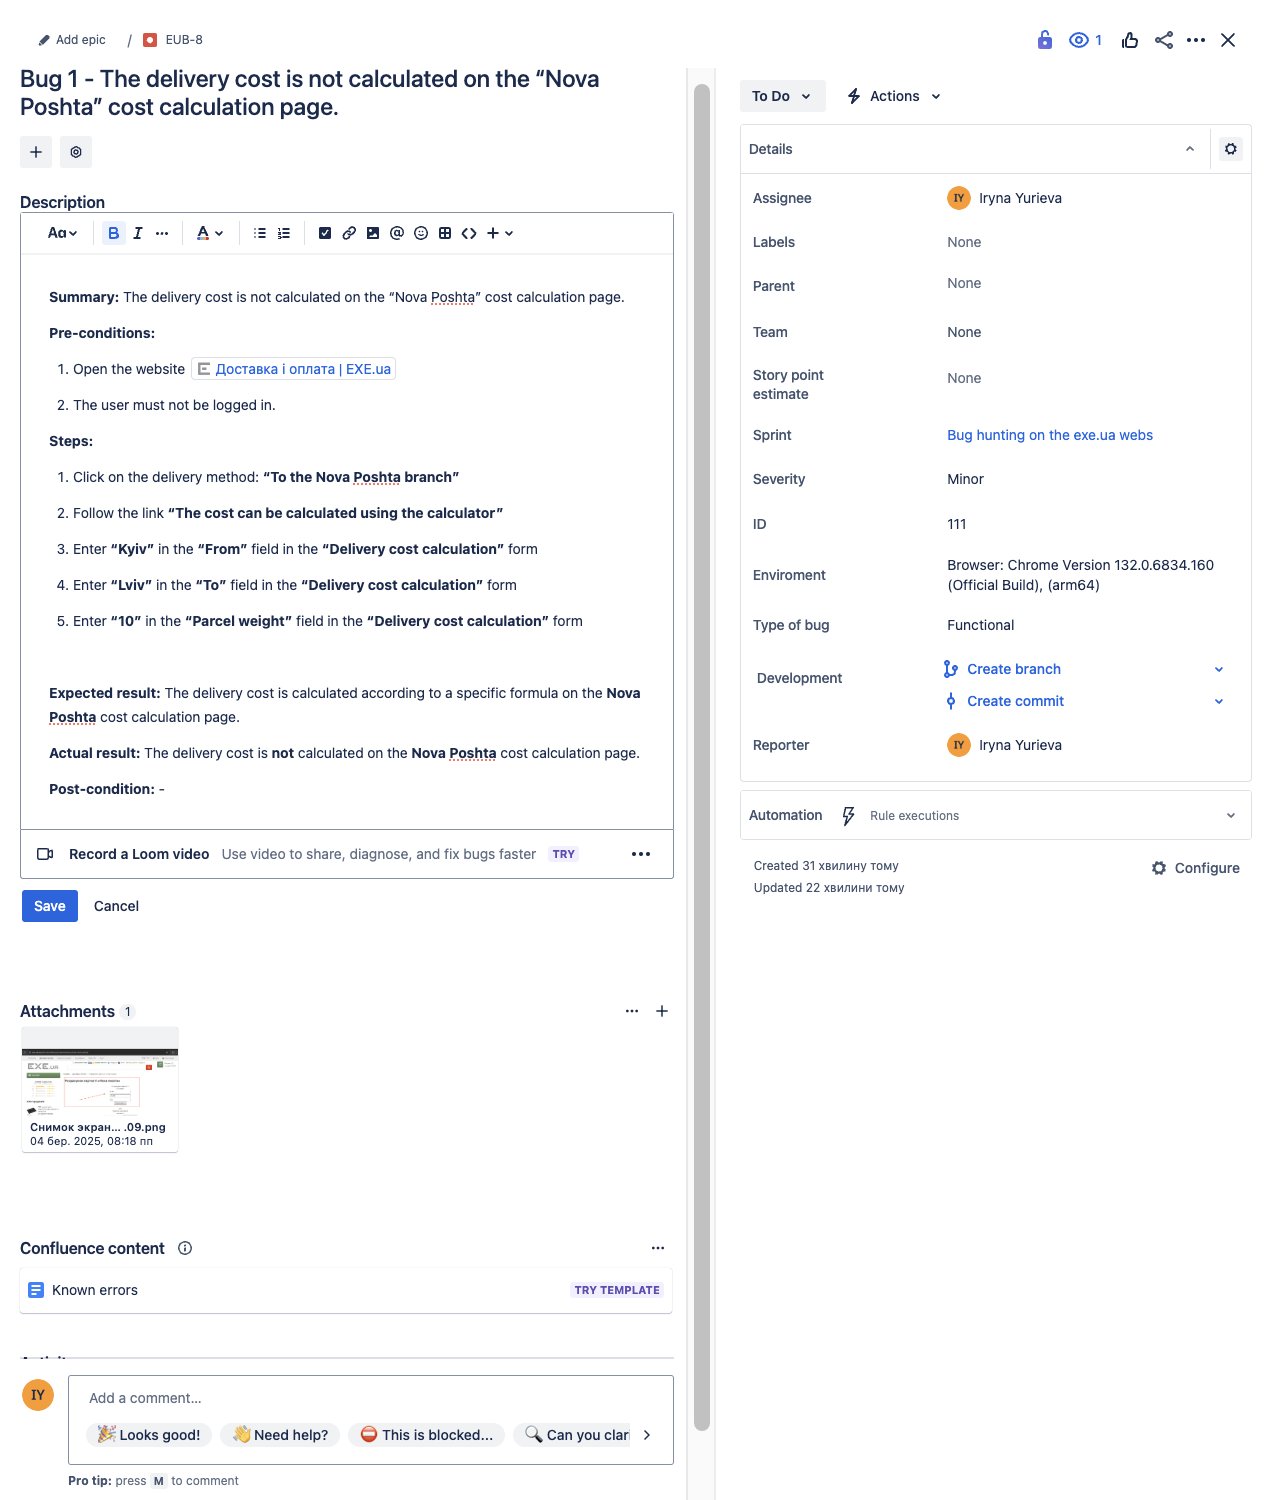 Add epic / EUB-8
1
Bug 1 - The delivery cost is not calculated on the “Nova
Poshta” cost calculation page.
Description
Aa B I ••• A
Summary: The delivery cost is not calculated on the “Nova Poshta” cost calculation page.
Pre-conditions:
1. Open the website Доставка і оплата | EXE.ua
2. The user must not be logged in.
Steps:
1. Click on the delivery method: “To the Nova Poshta branch”
2. Follow the link “The cost can be calculated using the calculator”
3. Enter “Kyiv” in the “From” field in the “Delivery cost calculation” form
4. Enter “Lviv” in the “To” field in the “Delivery cost calculation” form
5. Enter “10” in the “Parcel weight” field in the “Delivery cost calculation” form
Expected result: The delivery cost is calculated according to a specific formula on the Nova
Poshta cost calculation page.
Actual result: The delivery cost is not calculated on the Nova Poshta cost calculation page.
Post-condition: -
Record a Loom video Use video to share, diagnose, and fix bugs faster TRY
Save Cancel
Attachments 1
EXE.UA
Снимок экран... .09.png
04 бер. 2025, 08:18 пп
Confluence content
Known errors TRY TEMPLATE
IY
Add a comment...
Looks good! Need help? This is blocked... Can you clar
Pro tip: press M to comment
To Do Actions
Details
Assignee IY Iryna Yurieva
Labels None
Parent None
Team None
Story point
estimate None
Sprint Bug hunting on the exe.ua webs
Severity Minor
ID 111
Enviroment Browser: Chrome Version 132.0.6834.160
(Official Build), (arm64)
Type of bug Functional
Development Create branch
Create commit
Reporter IY Iryna Yurieva
Automation Rule executions
Created 31 хвилину тому
Updated 22 хвилини тому
Configure